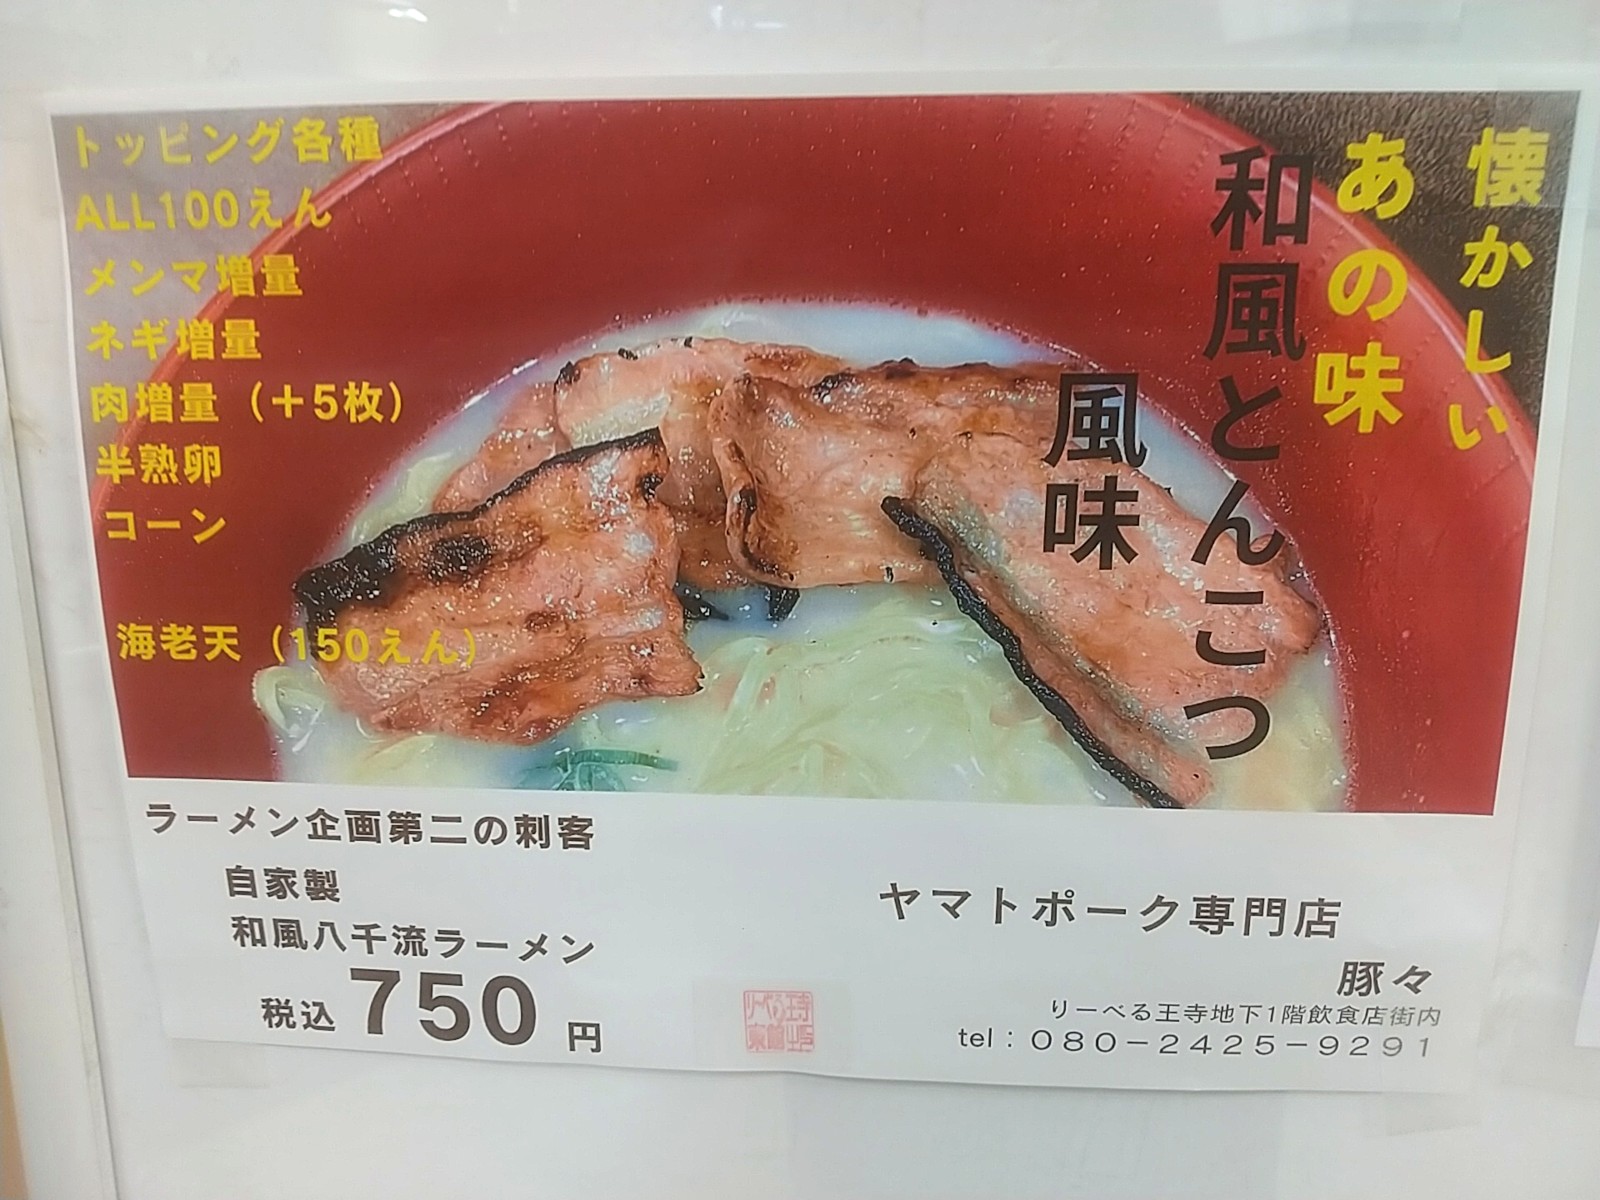 懐かしい
あの味
和風とんこつ
風味
トッピング各種
ALL100えん
メンマ増量
ネギ増量
肉増量（＋5枚）
半熟卵
コーン
海老天（150えん）
ラーメン企画第二の刺客
自家製
和風八千流ラーメン
税込750円
ヤマトポーク専門店
豚々
りーべる王寺地下1階飲食店街内
tel：080－2425－9291